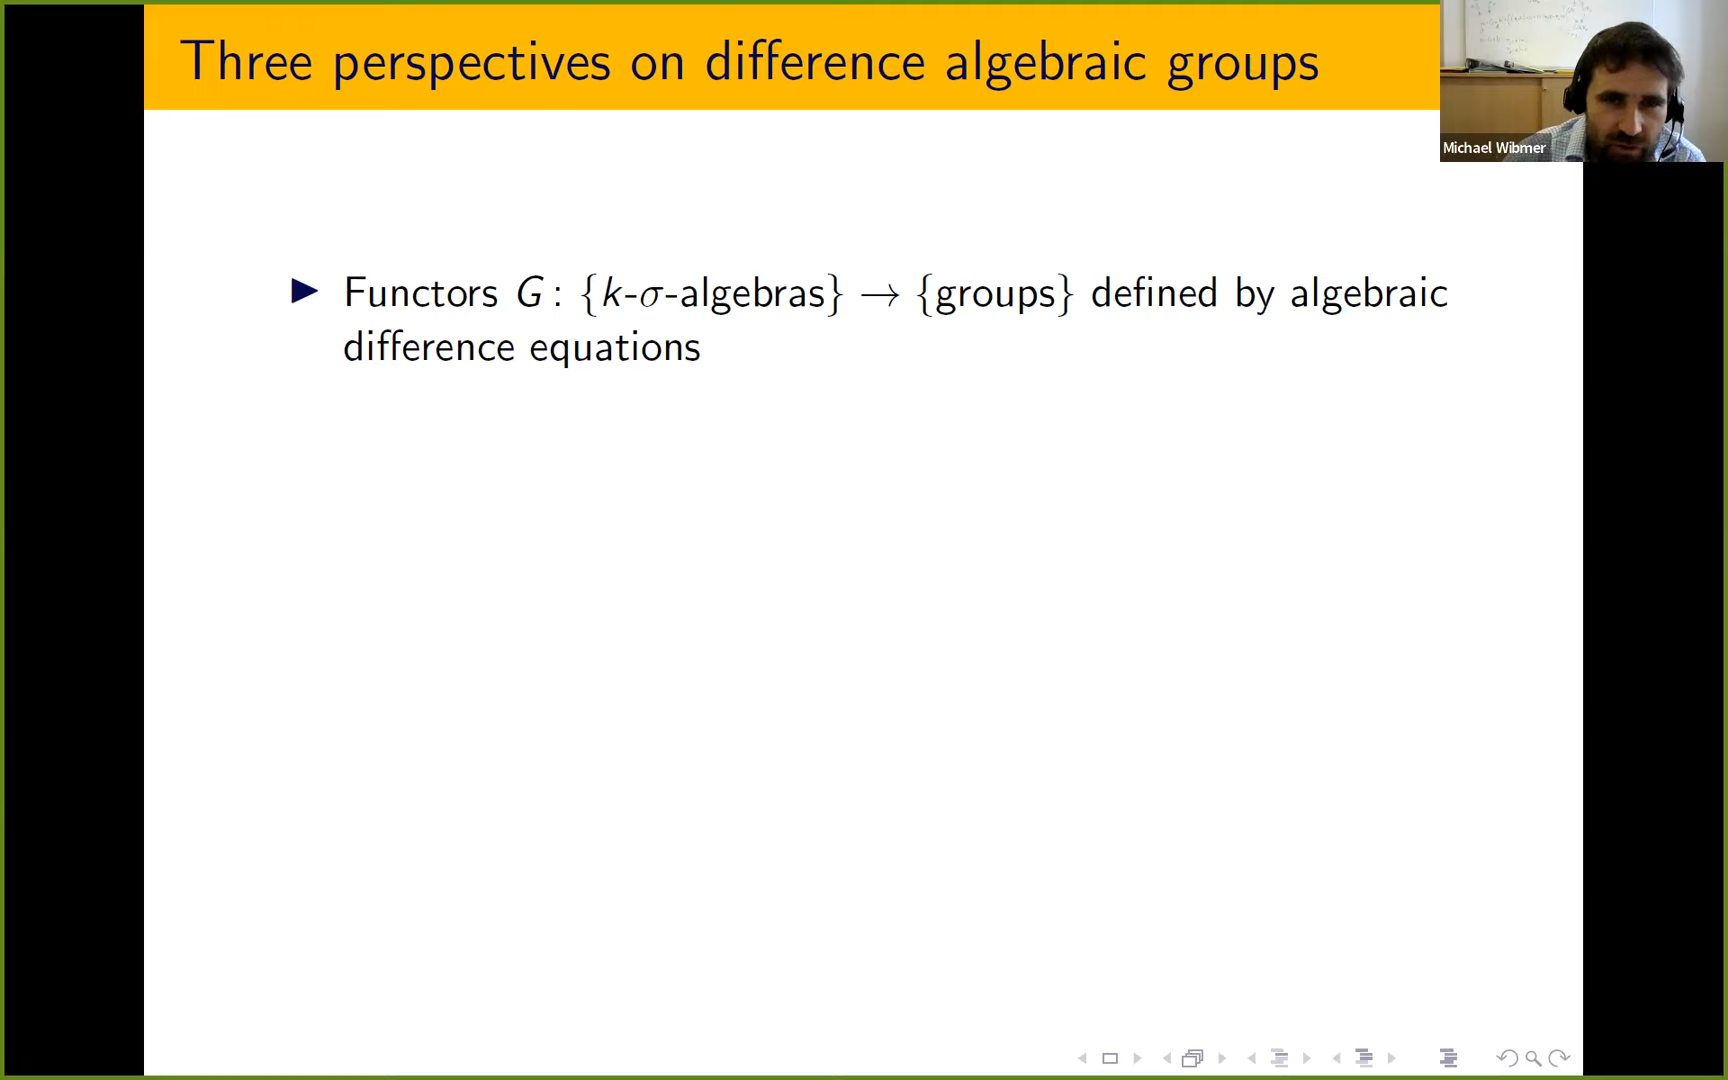 Three perspectives on difference algebraic groups
Michael Wibmer
▶ Functors G : {k-σ-algebras} → {groups} defined by algebraic
difference equations